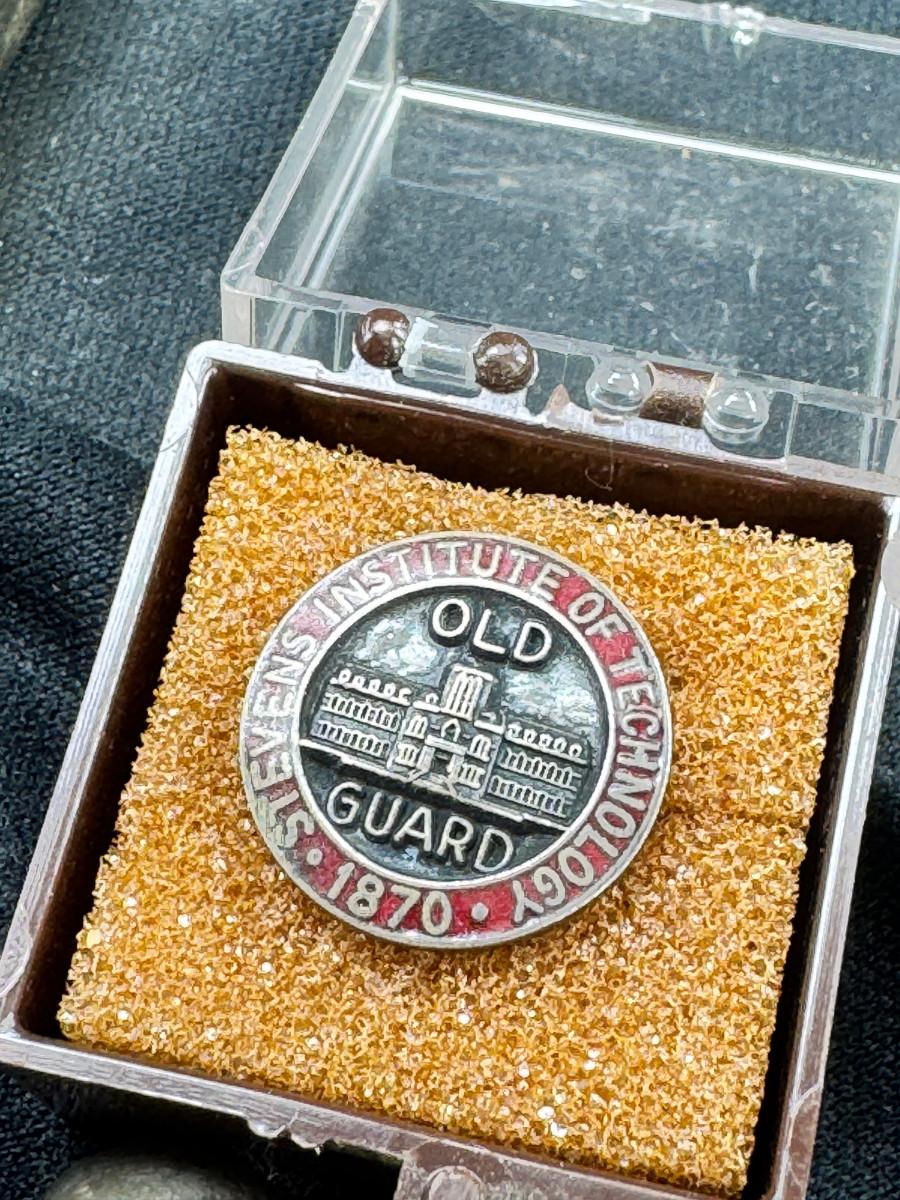 STEVENS INSTITUTE OF TECHNOLOGY
OLD
GUARD
• 1870 •